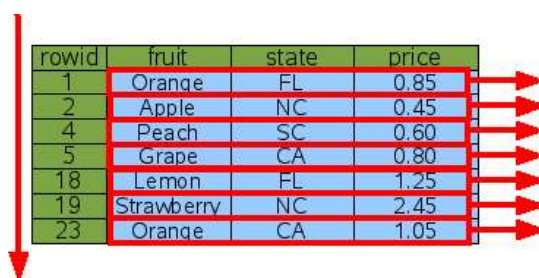 rowid fruit state price
1 Orange FL 0.85
2 Apple NC 0.45
4 Peach SC 0.60
5 Grape CA 0.80
18 Lemon FL 1.25
19 Strawberry NC 2.45
23 Orange CA 1.05